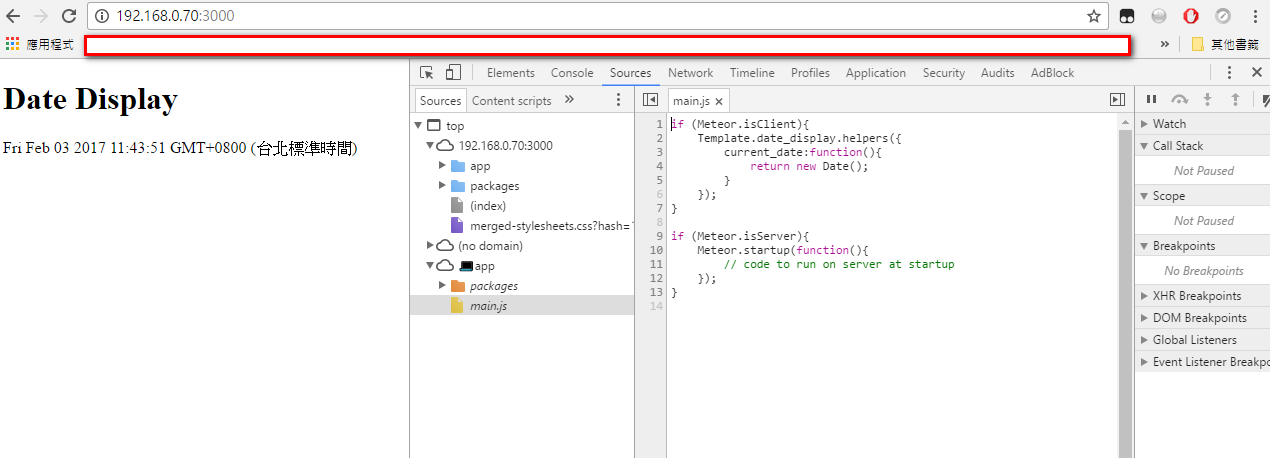 192.168.0.70:3000
應用程式
»
其他書籤
Date Display
Fri Feb 03 2017 11:43:51 GMT+0800 (台北標準時間)
Elements Console Sources Network Timeline Profiles Application Security Audits AdBlock
Sources Content scripts »
top
192.168.0.70:3000
app
packages
(index)
merged-stylesheets.css?hash=
(no domain)
app
packages
main.js
main.js
1 if (Meteor.isClient){
2 Template.date_display.helpers({
3 current_date:function(){
4 return new Date();
5 }
6 });
7 }
8
9 if (Meteor.isServer){
10 Meteor.startup(function(){
11 // code to run on server at startup
12 });
13 }
14
Watch
Call Stack
Not Paused
Scope
Not Paused
Breakpoints
No Breakpoints
XHR Breakpoints
DOM Breakpoints
Global Listeners
Event Listener Breakpo